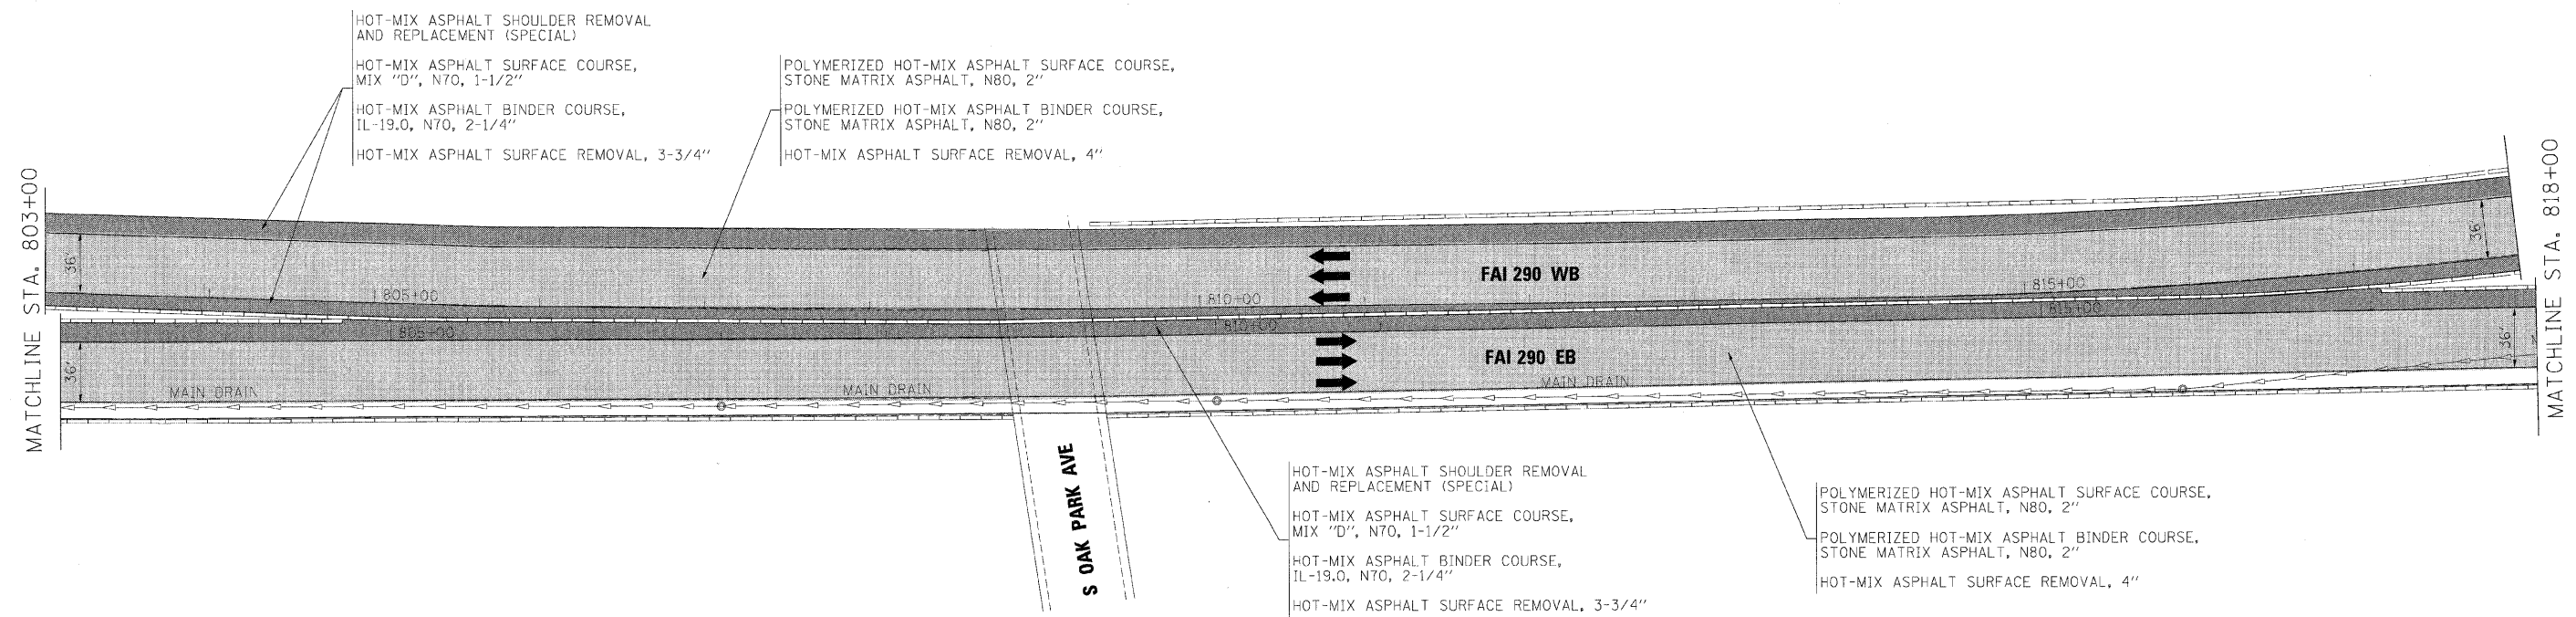 HOT-MIX ASPHALT SHOULDER REMOVAL
AND REPLACEMENT (SPECIAL)
HOT-MIX ASPHALT SURFACE COURSE,
MIX "D", N70, 1-1/2"
HOT-MIX ASPHALT BINDER COURSE,
IL-19.0, N70, 2-1/4"
HOT-MIX ASPHALT SURFACE REMOVAL, 3-3/4"
POLYMERIZED HOT-MIX ASPHALT SURFACE COURSE,
STONE MATRIX ASPHALT, N80, 2"
POLYMERIZED HOT-MIX ASPHALT BINDER COURSE,
STONE MATRIX ASPHALT, N80, 2"
HOT-MIX ASPHALT SURFACE REMOVAL, 4"
MATCHLINE STA. 803+00
MATCHLINE STA. 818+00
36'
36'
FAI 290 WB
805+00
810+00
815+00
805+00
810+00
815+00
36'
36'
FAI 290 EB
MAIN DRAIN
MAIN DRAIN
MAIN DRAIN
S OAK PARK AVE
HOT-MIX ASPHALT SHOULDER REMOVAL
AND REPLACEMENT (SPECIAL)
HOT-MIX ASPHALT SURFACE COURSE,
MIX "D", N70, 1-1/2"
HOT-MIX ASPHALT BINDER COURSE,
IL-19.0, N70, 2-1/4"
HOT-MIX ASPHALT SURFACE REMOVAL, 3-3/4"
POLYMERIZED HOT-MIX ASPHALT SURFACE COURSE,
STONE MATRIX ASPHALT, N80, 2"
POLYMERIZED HOT-MIX ASPHALT BINDER COURSE,
STONE MATRIX ASPHALT, N80, 2"
HOT-MIX ASPHALT SURFACE REMOVAL, 4"